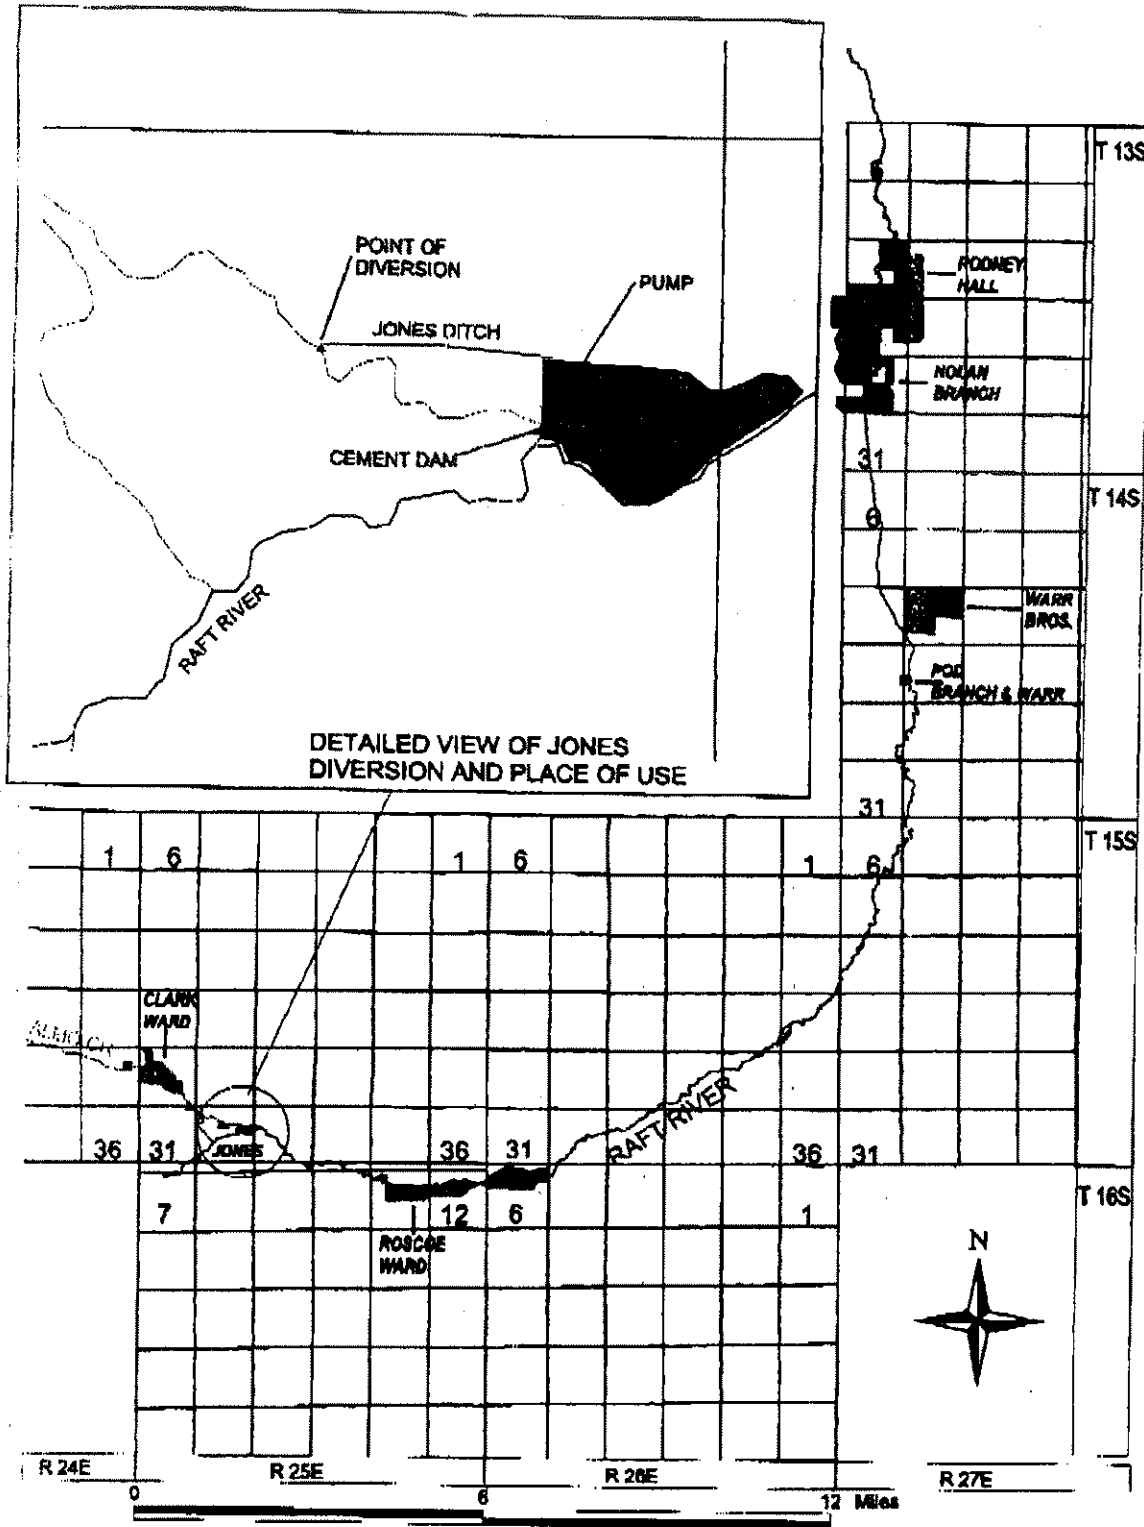 T 13S
POINT OF
DIVERSION
PUMP
RODNEY
HALL
JONES DITCH
NOLAN
BRANCH
CEMENT DAM
31
T 14S
6
RAFT RIVER
WARR
BROS.
POD
BRANCH & WARR
DETAILED VIEW OF JONES
DIVERSION AND PLACE OF USE
31
T 15S
1 6 1 6 1 6
CLARK
WARD
ALMO CR
RAFT RIVER
36 31 JONES 36 31 36 31
T 16S
7 12 6 1
ROSCOE
WARD
N
R 24E R 25E R 26E R 27E
0 6 12 Miles